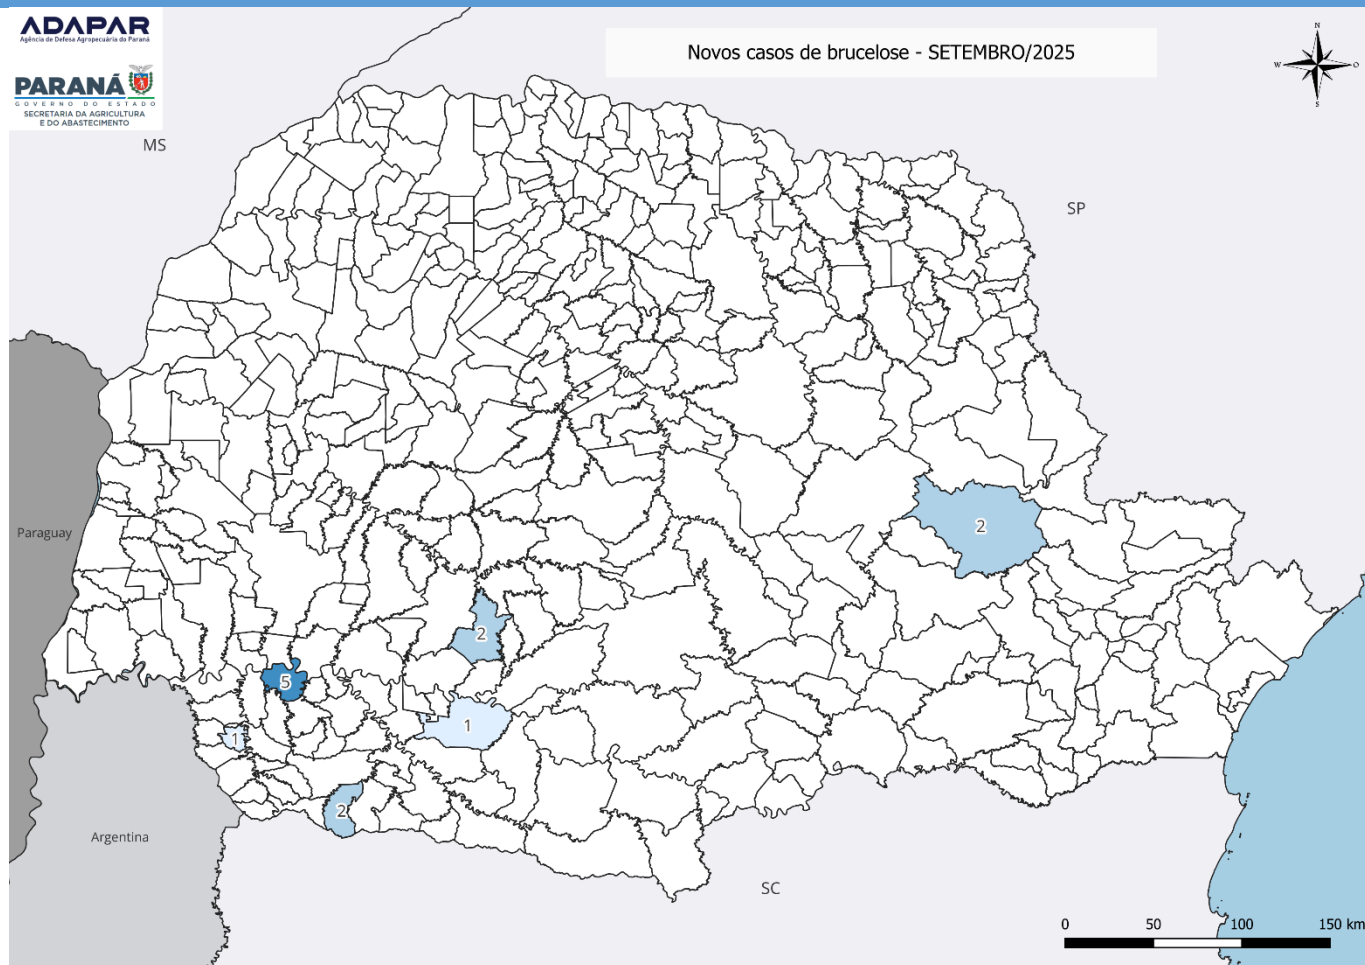 ADAPAR
Agência de Defesa Agropecuária do Paraná
PARANÁ
GOVERNO DO ESTADO
SECRETARIA DA AGRICULTURA
E DO ABASTECIMENTO
Novos casos de brucelose - SETEMBRO/2025
N
W
O
S
MS
SP
Paraguay
2
2
5
1
1
2
Argentina
SC
0 50 100 150 km